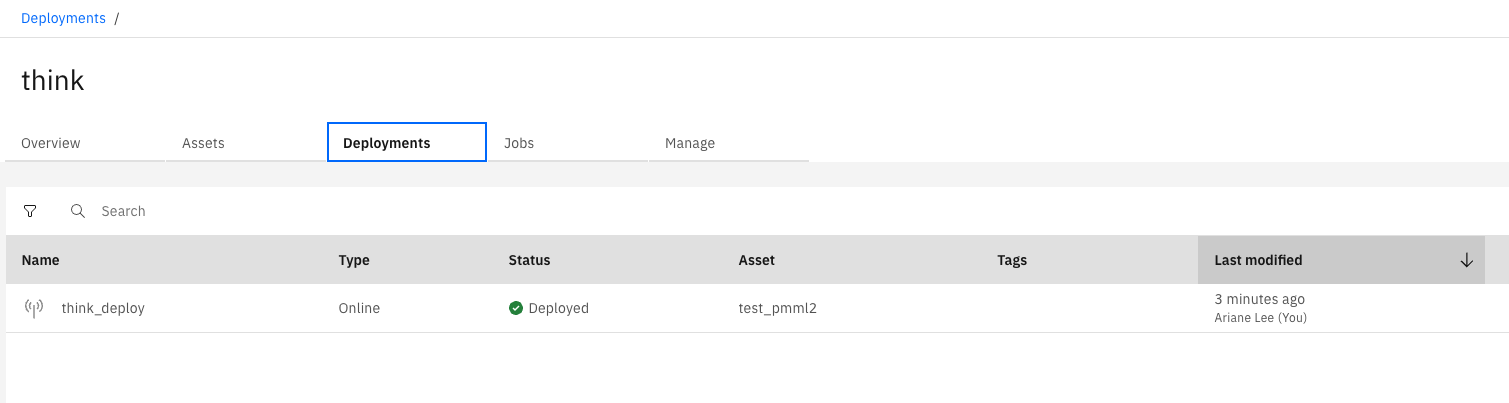 Deployments /
think
Overview Assets Deployments Jobs Manage
Search
Name Type Status Asset Tags Last modified
think_deploy Online Deployed test_pmml2 3 minutes ago
Ariane Lee (You)